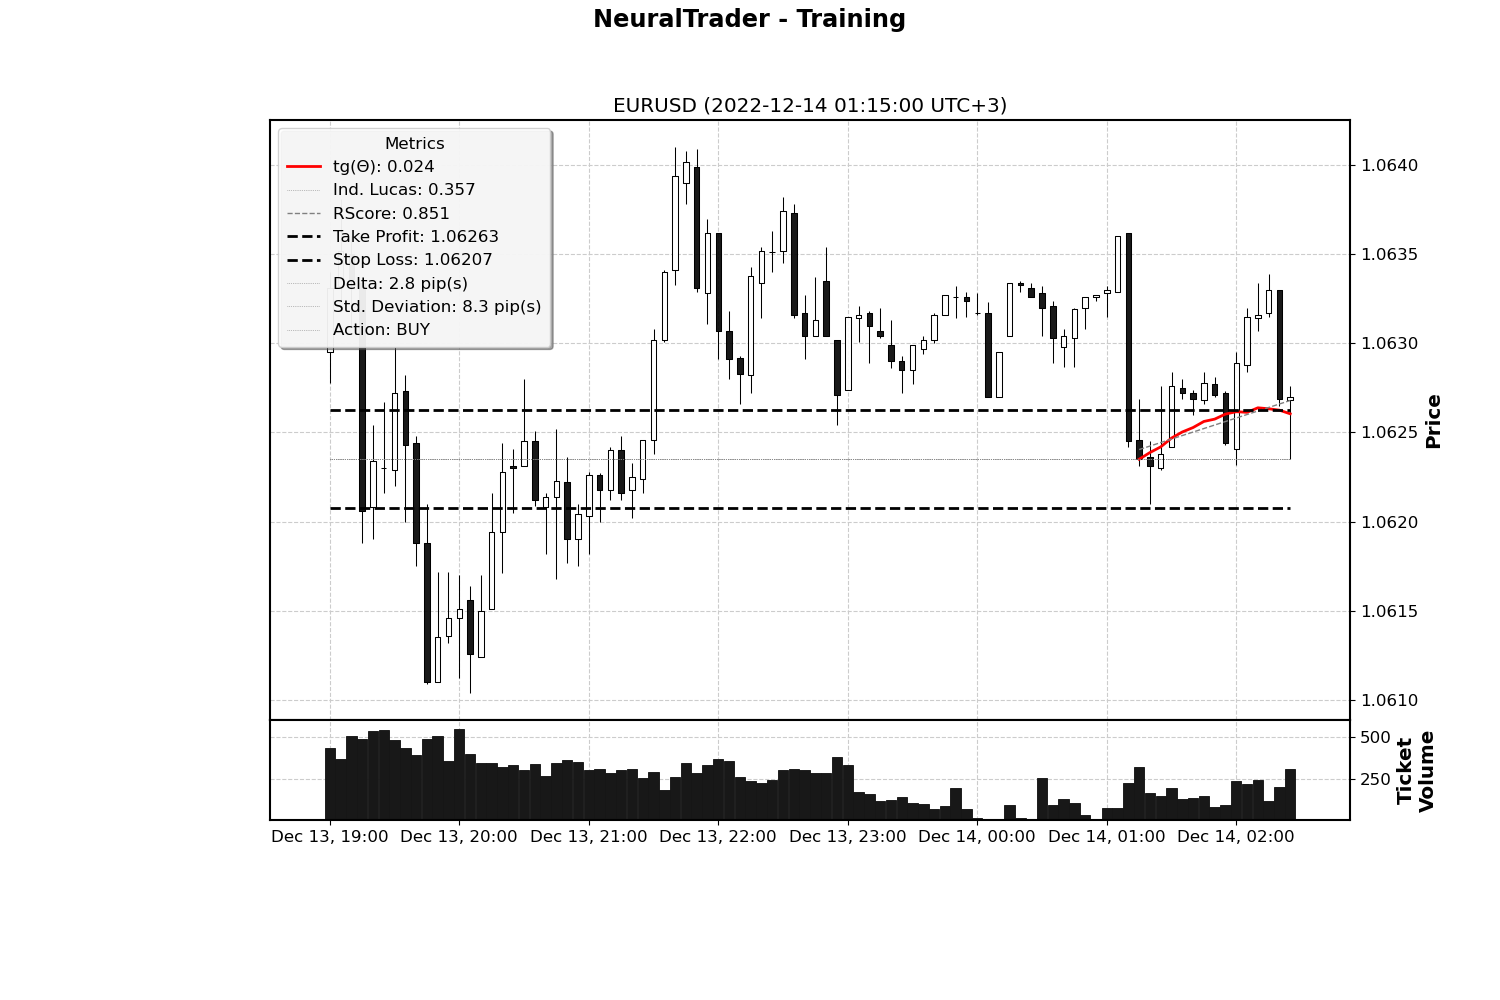 NeuralTrader - Training
EURUSD (2022-12-14 01:15:00 UTC+3)
Metrics
tg(Θ): 0.024
Ind. Lucas: 0.357
RScore: 0.851
Take Profit: 1.06263
Stop Loss: 1.06207
Delta: 2.8 pip(s)
Std. Deviation: 8.3 pip(s)
Action: BUY
1.0640
1.0635
1.0630
1.0625
1.0620
1.0615
1.0610
Price
500
250
Ticket
Volume
Dec 13, 19:00
Dec 13, 20:00
Dec 13, 21:00
Dec 13, 22:00
Dec 13, 23:00
Dec 14, 00:00
Dec 14, 01:00
Dec 14, 02:00